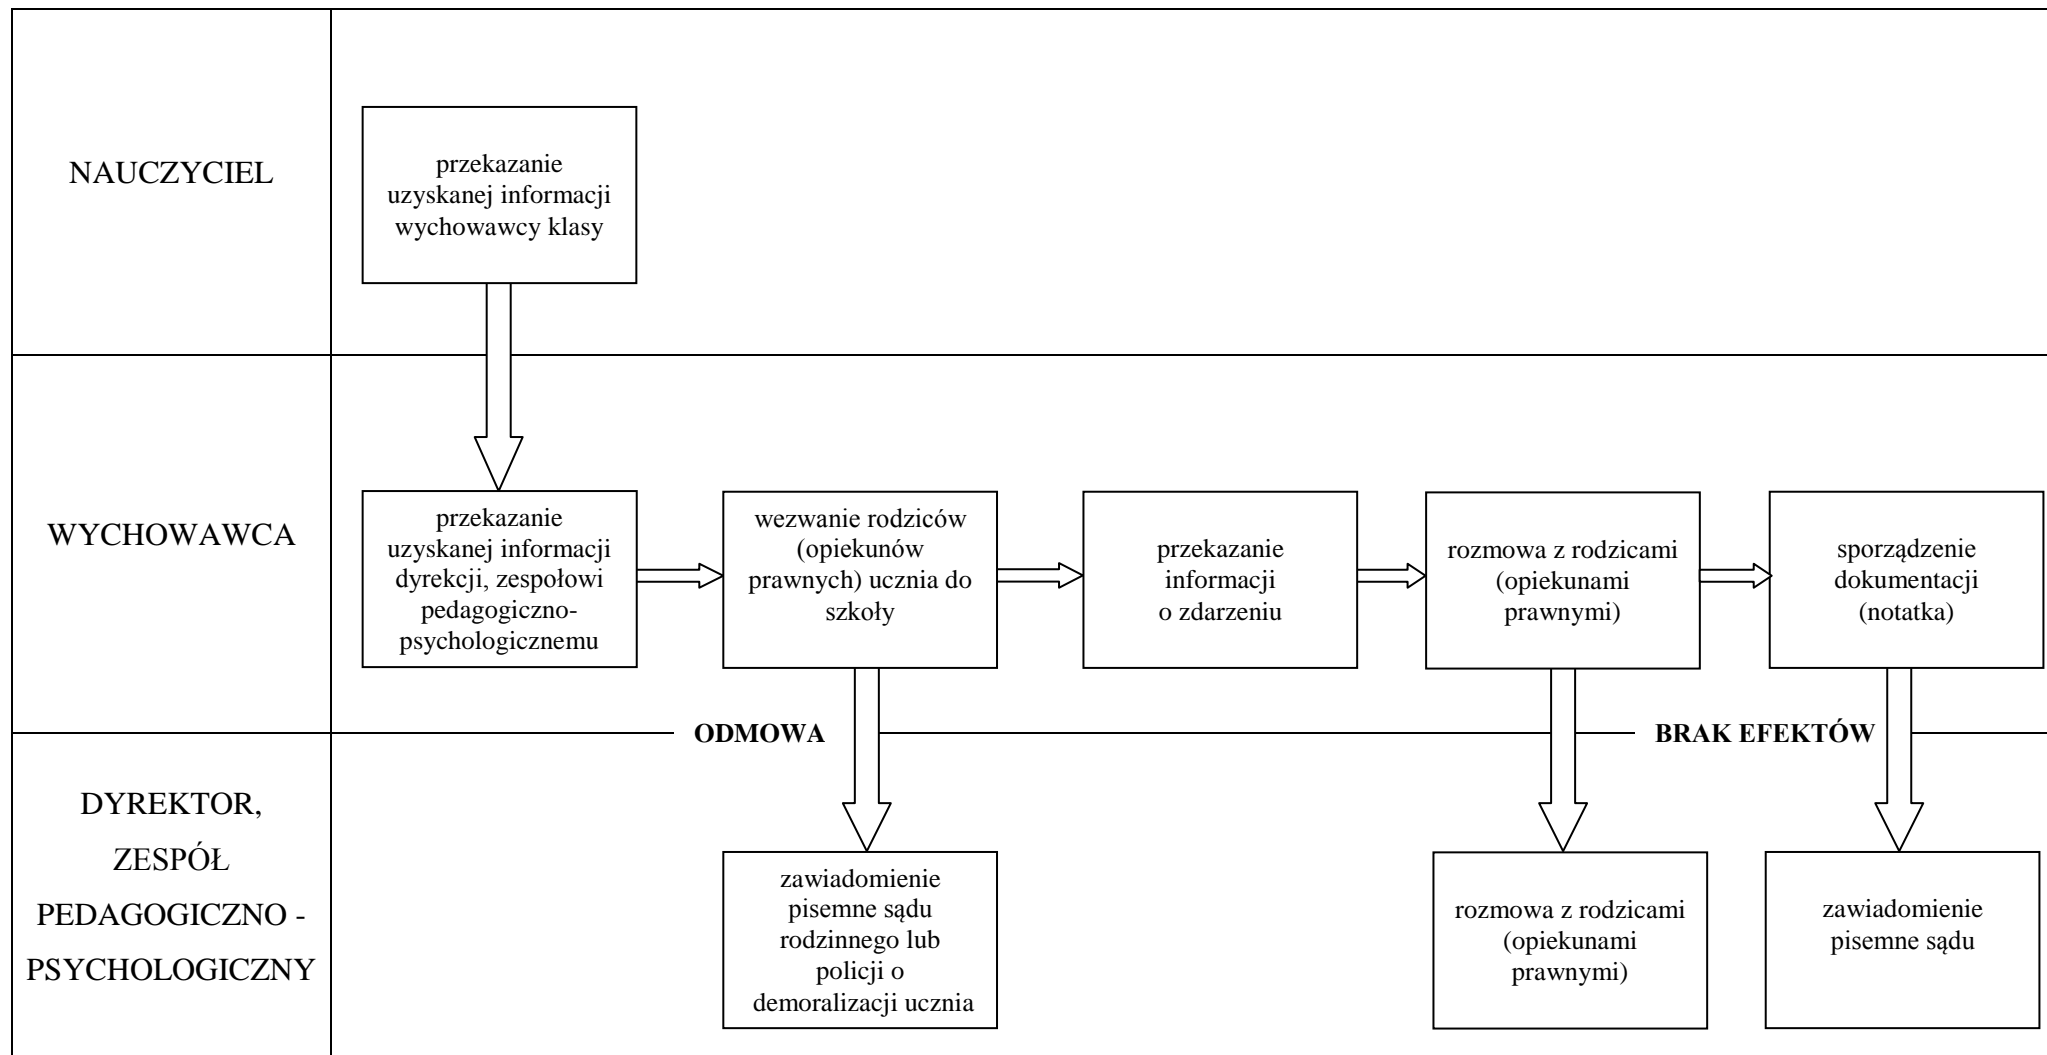 NAUCZYCIEL
przekazanie
uzyskanej informacji
wychowawcy klasy
WYCHOWAWCA
przekazanie
uzyskanej informacji
dyrekcji, zespołowi
pedagogiczno-
psychologicznemu
wezwanie rodziców
(opiekunów
prawnych) ucznia do
szkoły
przekazanie
informacji
o zdarzeniu
rozmowa z rodzicami
(opiekunami
prawnymi)
sporządzenie
dokumentacji
(notatka)
ODMOWA
BRAK EFEKTÓW
DYREKTOR,
ZESPÓŁ
PEDAGOGICZNO -
PSYCHOLOGICZNY
zawiadomienie
pisemne sądu
rodzinnego lub
policji o
demoralizacji ucznia
rozmowa z rodzicami
(opiekunami
prawnymi)
zawiadomienie
pisemne sądu